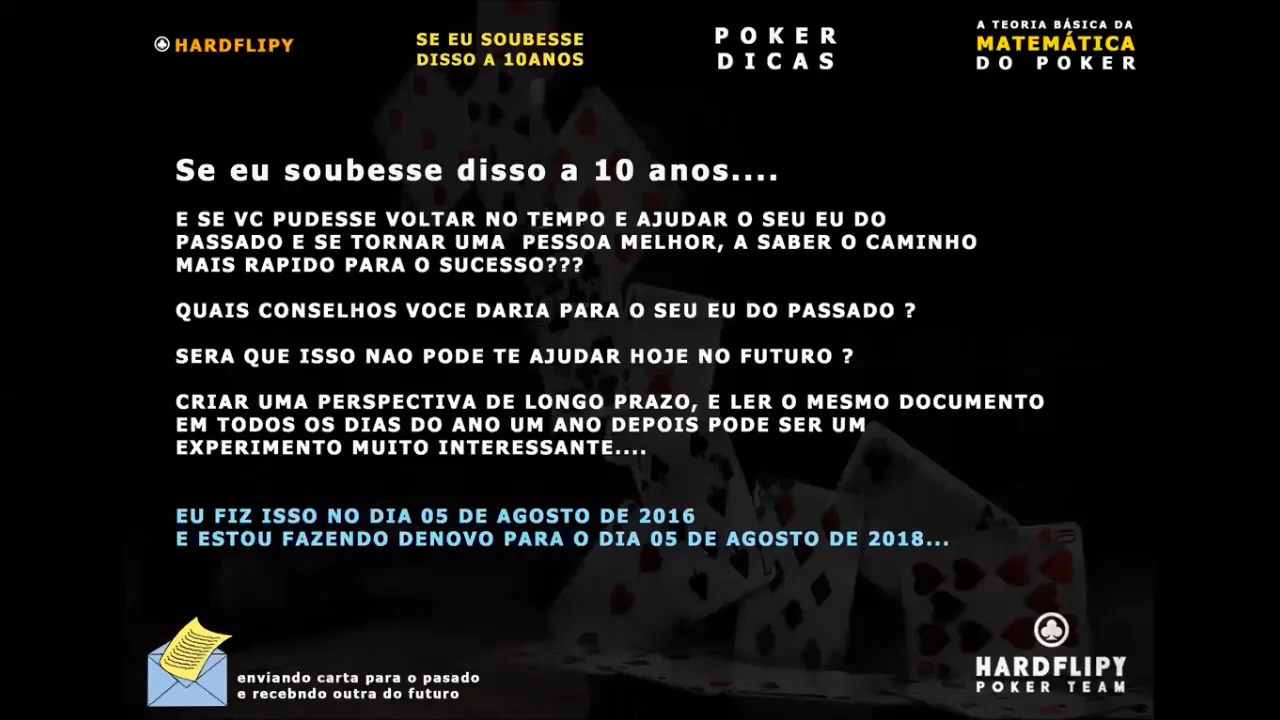 HARDFLIPY
SE EU SOUBESSE
DISSO A 10ANOS
POKER
DICAS
A TEORIA BÁSICA DA
MATEMÁTICA
DO POKER
Se eu soubesse disso a 10 anos....
E SE VC PUDESSE VOLTAR NO TEMPO E AJUDAR O SEU EU DO
PASSADO E SE TORNAR UMA PESSOA MELHOR, A SABER O CAMINHO
MAIS RAPIDO PARA O SUCESSO???
QUAIS CONSELHOS VOCE DARIA PARA O SEU EU DO PASSADO ?
SERA QUE ISSO NAO PODE TE AJUDAR HOJE NO FUTURO ?
CRIAR UMA PERSPECTIVA DE LONGO PRAZO, E LER O MESMO DOCUMENTO
EM TODOS OS DIAS DO ANO UM ANO DEPOIS PODE SER UM
EXPERIMENTO MUITO INTERESSANTE....
EU FIZ ISSO NO DIA 05 DE AGOSTO DE 2016
E ESTOU FAZENDO DENOVO PARA O DIA 05 DE AGOSTO DE 2018...
enviando carta para o pasado
e recebndo outra do futuro
HARDFLIPY
POKER TEAM